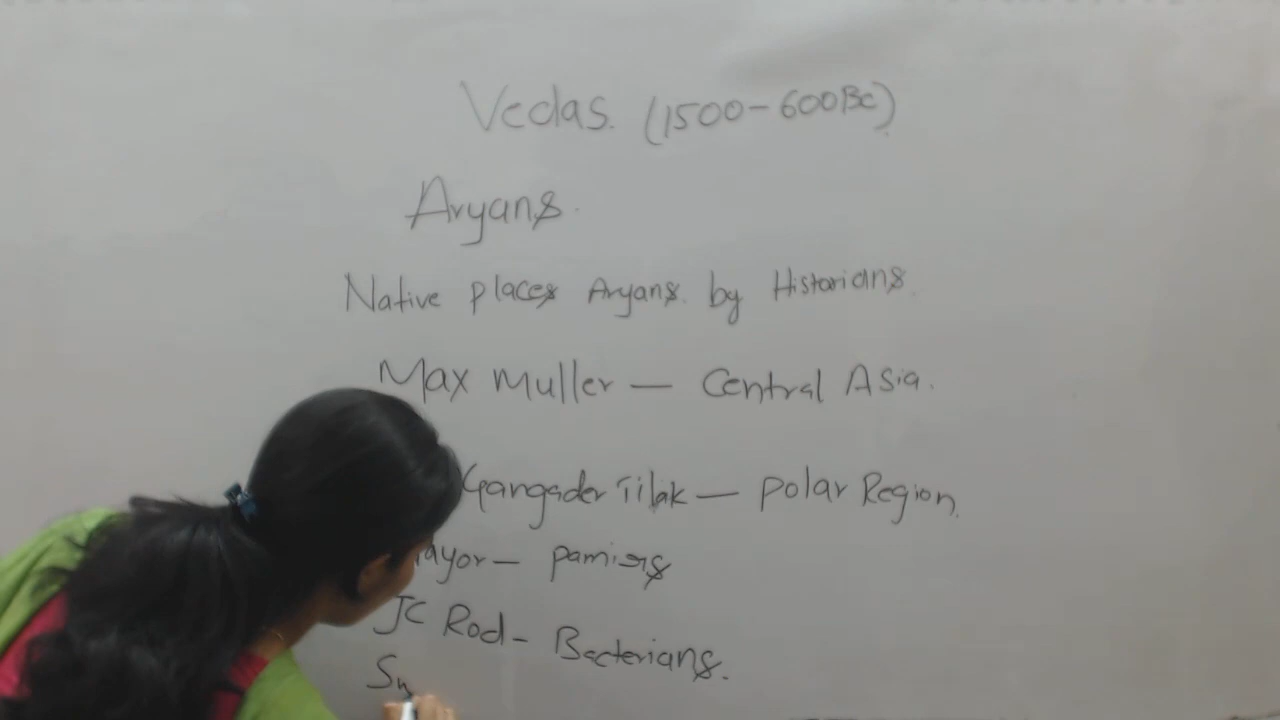 Vedas. (1500-600BC)
Aryans.
Native places Aryans. by Historians.
Max Muller — Central Asia.
Gangader Tilak — polar Region.
ayor — pamirs
JC Rod - Bacterians.